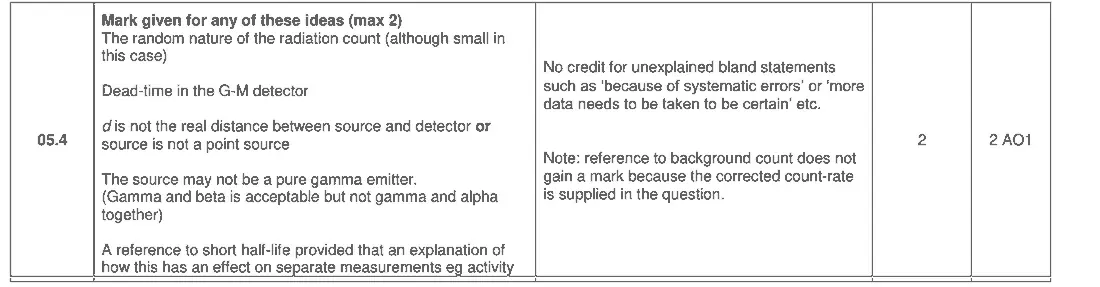 Mark given for any of these ideas (max 2)
The random nature of the radiation count (although small in
this case)
Dead-time in the G-M detector
d is not the real distance between source and detector or
source is not a point source
The source may not be a pure gamma emitter.
(Gamma and beta is acceptable but not gamma and alpha
together)
A reference to short half-life provided that an explanation of
how this has an effect on separate measurements eg activity
05.4
No credit for unexplained bland statements
such as 'because of systematic errors' or 'more
data needs to be taken to be certain' etc.
Note: reference to background count does not
gain a mark because the corrected count-rate
is supplied in the question.
2
2 AO1